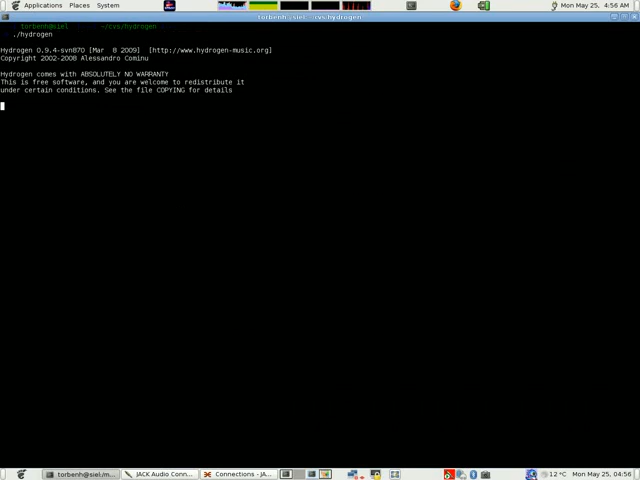 Applications Places System Mon May 25, 4:56 AM
torbenh@siel: ~/cvs/hydrogen
torbenh@siel ~/cvs/hydrogen
./hydrogen
Hydrogen 0.9.4-svn870 [Mar 8 2009] [http://www.hydrogen-music.org]
Copyright 2002-2008 Alessandro Cominu
Hydrogen comes with ABSOLUTELY NO WARRANTY
This is free software, and you are welcome to redistribute it
under certain conditions. See the file COPYING for details
torbenh@siel:/m... JACK Audio Conn... Connections - JA... 12 °C Mon May 25, 04:56